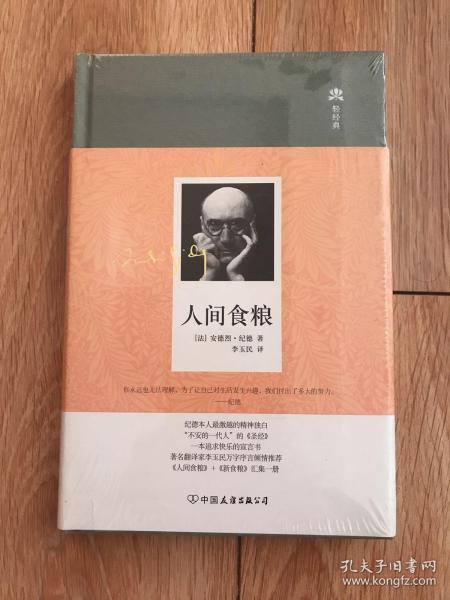 轻经典
人间食粮
[法] 安德烈·纪德 著
李玉民 译
你永远也无法理解，为了让自己对生活发生兴趣，我们付出了多大的努力。
——纪德
纪德本人最激越的精神独白
“不安的一代人”的《圣经》
一本追求快乐的宣言书
著名翻译家李玉民万字序言倾情推荐
《人间食粮》+《新食粮》汇集一册
中国友谊出版公司
孔夫子旧书网
www.kongfz.com